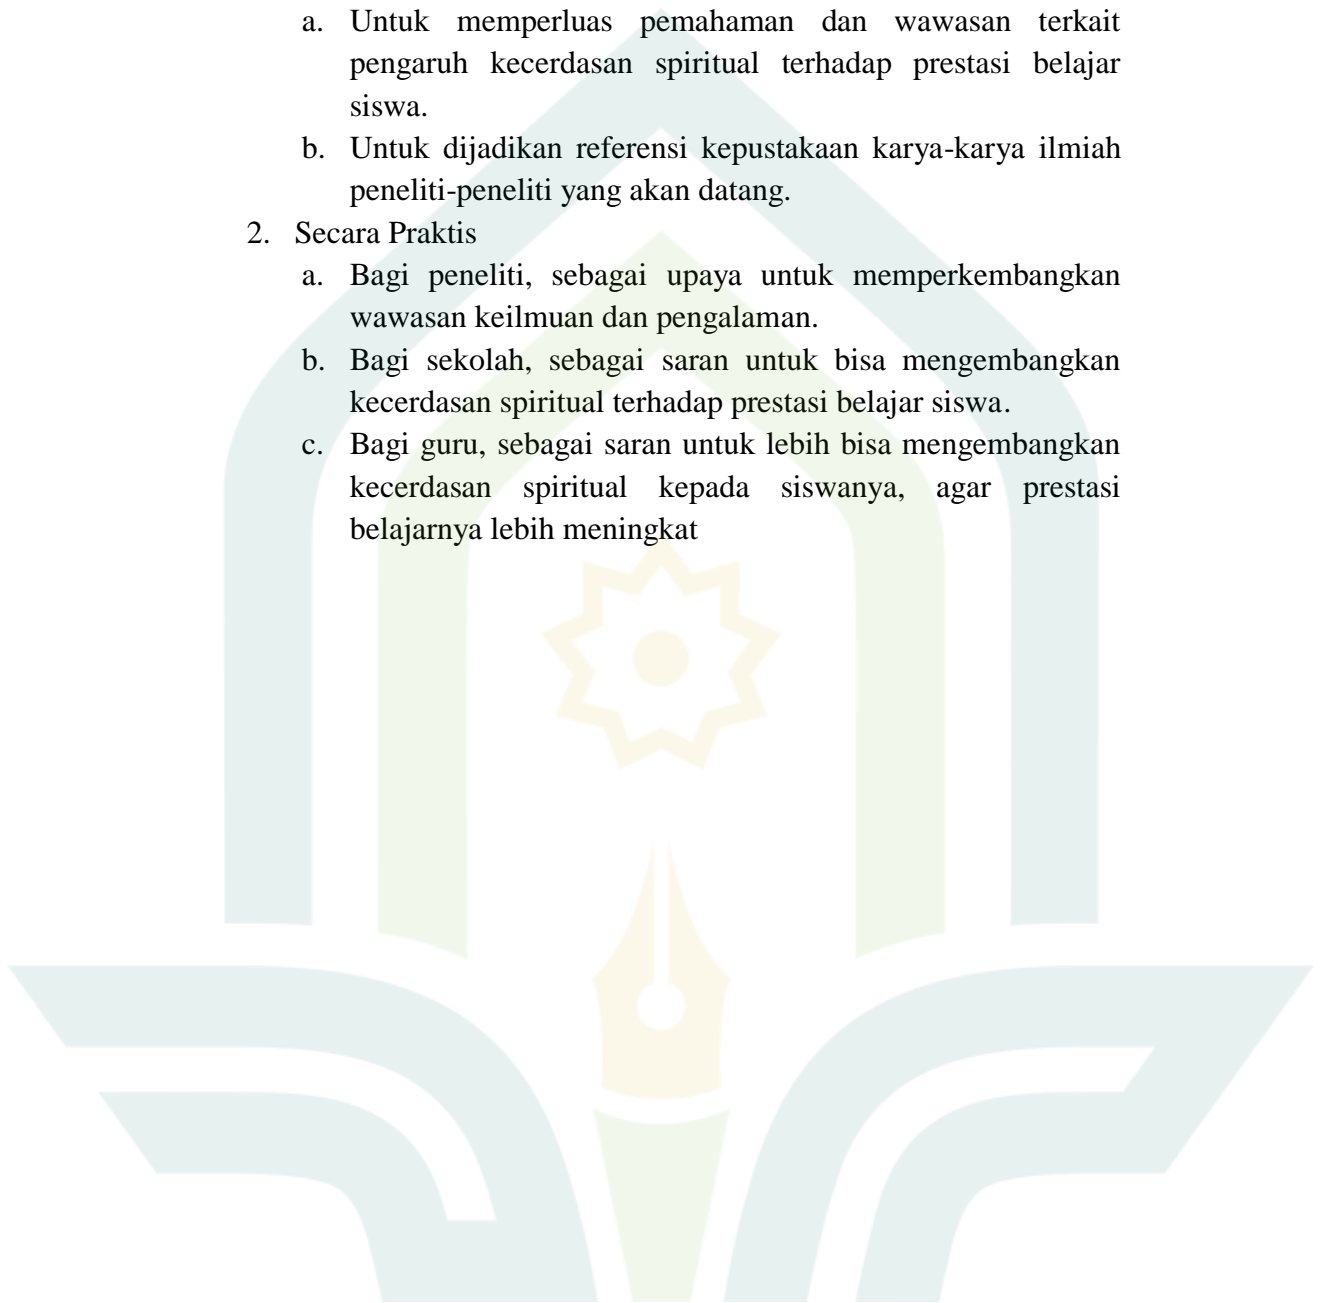 a. Untuk memperluas pemahaman dan wawasan terkait
pengaruh kecerdasan spiritual terhadap prestasi belajar
siswa.
b. Untuk dijadikan referensi kepustakaan karya-karya ilmiah
peneliti-peneliti yang akan datang.
2. Secara Praktis
a. Bagi peneliti, sebagai upaya untuk memperkembangkan
wawasan keilmuan dan pengalaman.
b. Bagi sekolah, sebagai saran untuk bisa mengembangkan
kecerdasan spiritual terhadap prestasi belajar siswa.
c. Bagi guru, sebagai saran untuk lebih bisa mengembangkan
kecerdasan spiritual kepada siswanya, agar prestasi
belajarnya lebih meningkat